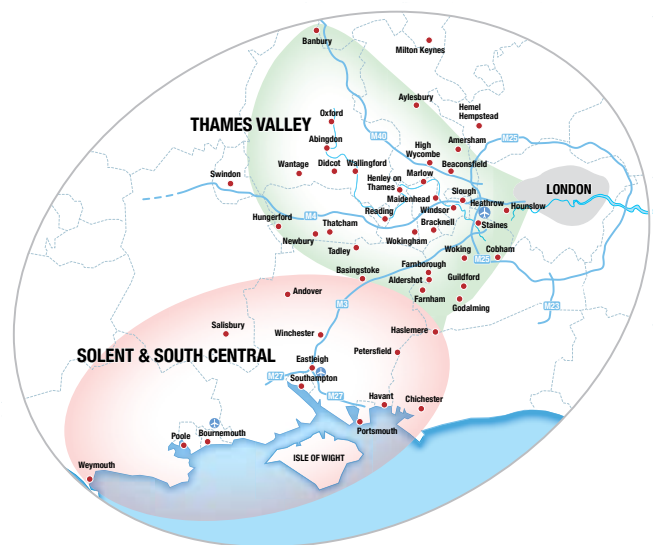 Banbury
Milton Keynes
Aylesbury
Hemel
Hempstead
Oxford
THAMES VALLEY
M40
M25
Abingdon
Amersham
High
Wycombe
Beaconsfield
Wantage
Didcot
Wallingford
Swindon
Marlow
Henley on
Thames
Slough
LONDON
Maidenhead
Heathrow
Hounslow
Windsor
Hungerford
M4
Reading
Thatcham
Bracknell
Staines
Newbury
Wokingham
Tadley
Woking
Cobham
M25
Farnborough
Basingstoke
Aldershot
Guildford
Andover
Farnham
M3
Godalming
M23
Salisbury
Winchester
Haslemere
SOLENT & SOUTH CENTRAL
Petersfield
Eastleigh
M27
Southampton
M27
Havant
Chichester
Poole
Bournemouth
Portsmouth
ISLE OF WIGHT
Weymouth